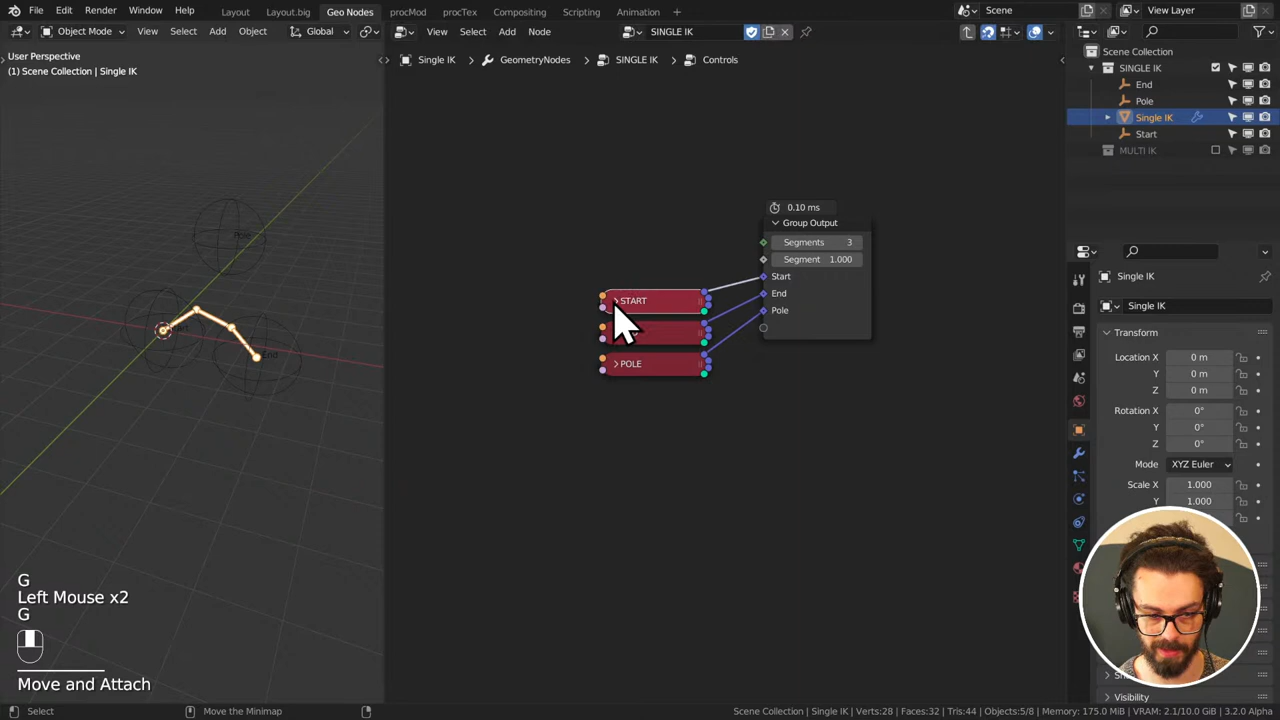 File Edit Render Window Help Layout Layout.big Geo Nodes procMod procTex Compositing Scripting Animation Scene View Layer
Object Mode View Select Add Object Global View Select Add Node SINGLE IK
User Perspective
(1) Scene Collection | Single IK
Single IK GeometryNodes SINGLE IK Controls
Scene Collection
SINGLE IK
End
Pole
Single IK
Start
MULTI IK
Pole
Start
End
0.10 ms
Group Output
Segments 3
Segment 1.000
Start
End
Pole
START
POLE
Single IK
Single IK
Transform
Location X 0 m
Y 0 m
Z 0 m
Rotation X 0°
Y 0°
Z 0°
Mode XYZ Euler
Scale X 1.000
Y 1.000
Visibility
G
Left Mouse x2
G
Move and Attach
Select Move the Minimap Scene Collection | Single IK | Verts:28 | Faces:32 | Tris:44 | Objects:5/8 | Memory: 175.0 MiB | VRAM: 2.1/10.0 GiB | 3.2.0 Alpha